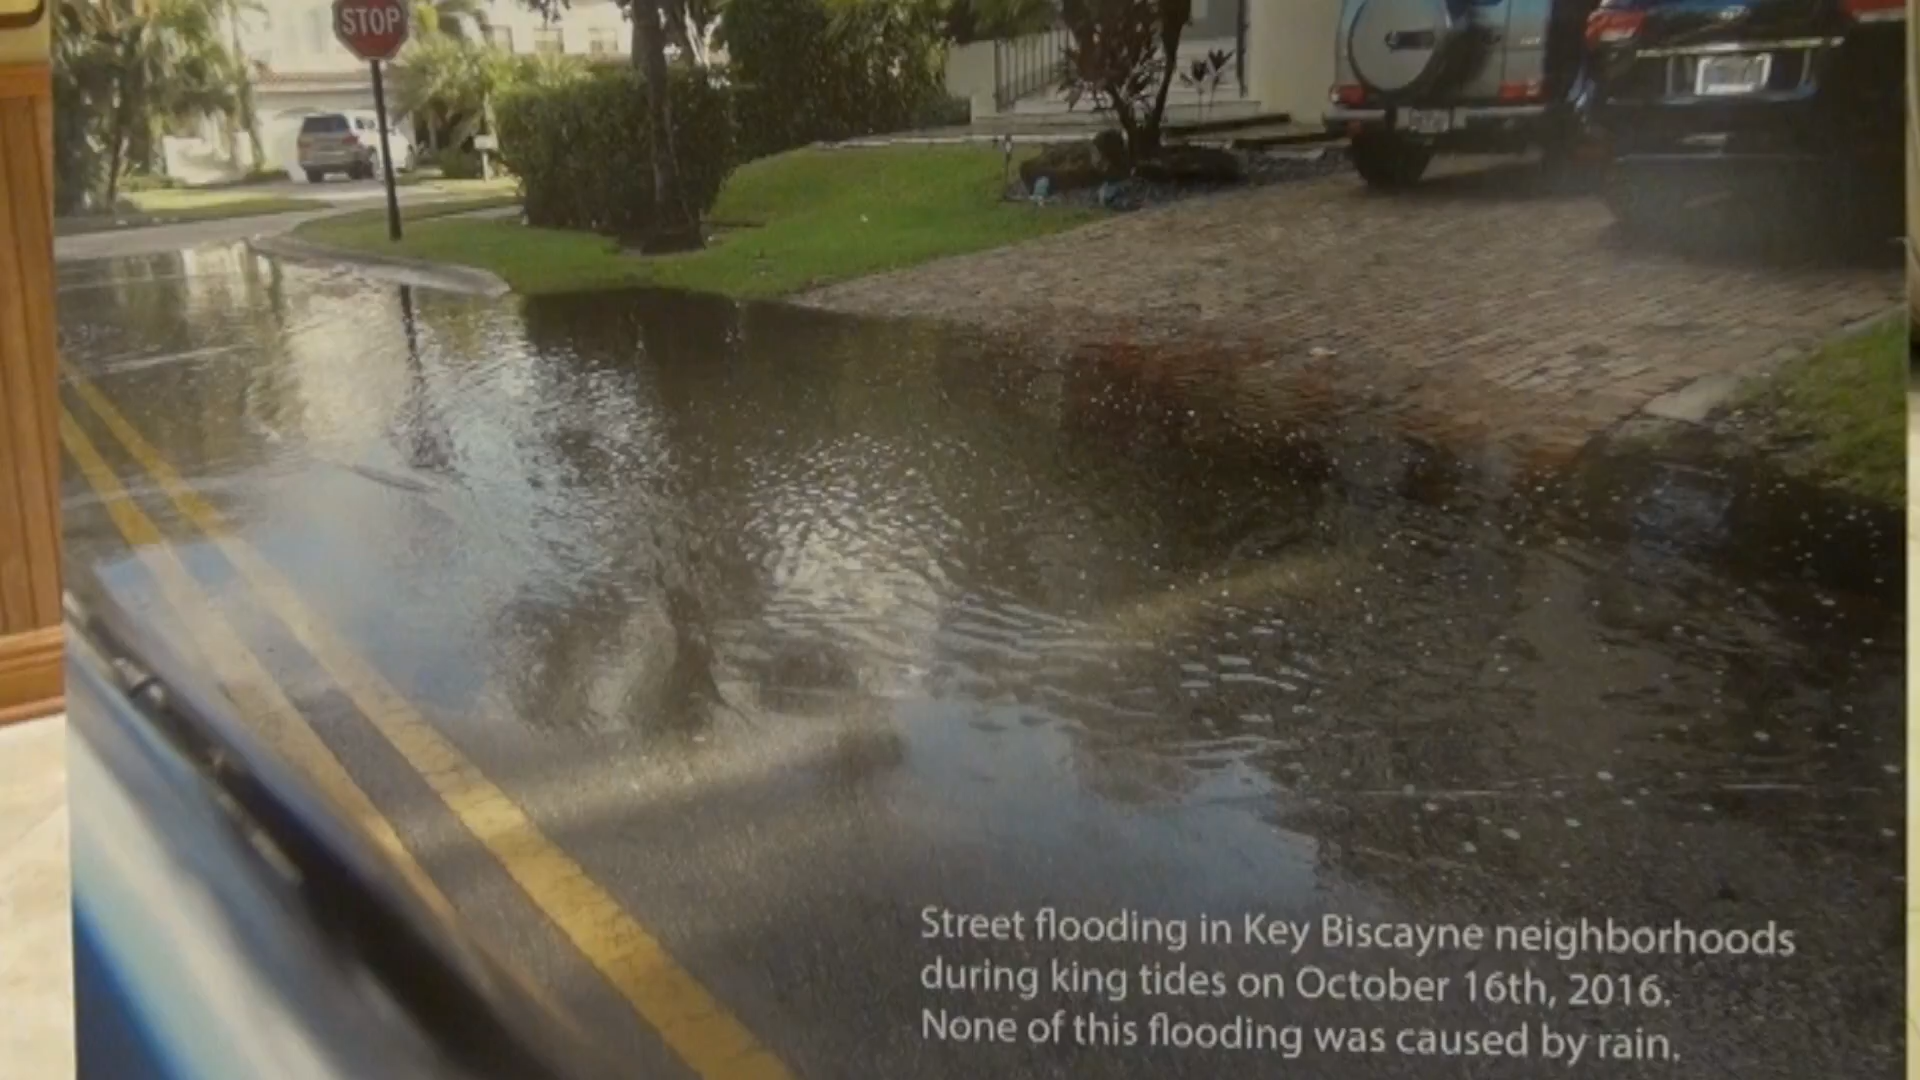 STOP
Street flooding in Key Biscayne neighborhoods
during king tides on October 16th, 2016.
None of this flooding was caused by rain.